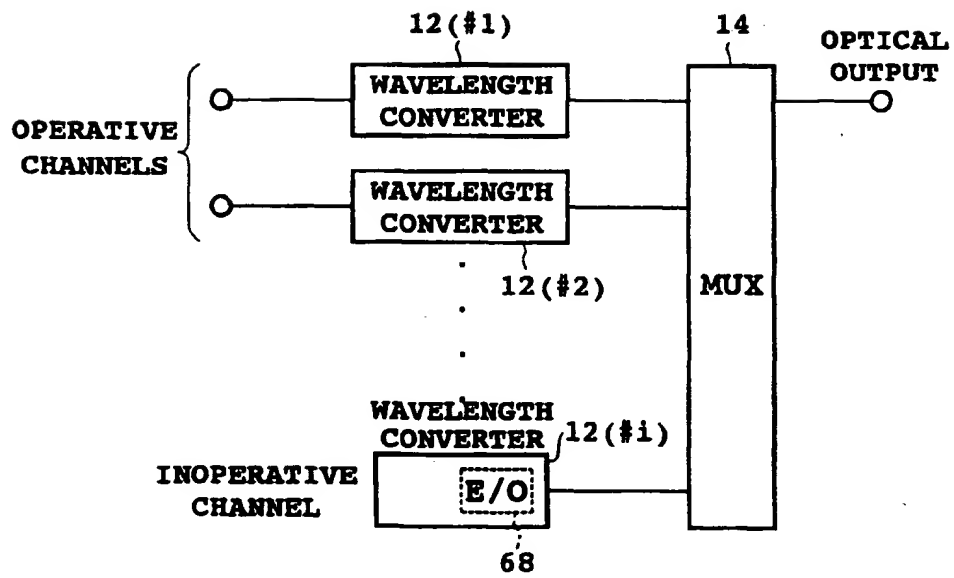 12(#1)
14
OPTICAL
OUTPUT
WAVELENGTH
CONVERTER
OPERATIVE
CHANNELS
WAVELENGTH
CONVERTER
12(#2)
MUX
WAVELENGTH
CONVERTER
12(#i)
INOPERATIVE
CHANNEL
E/O
68